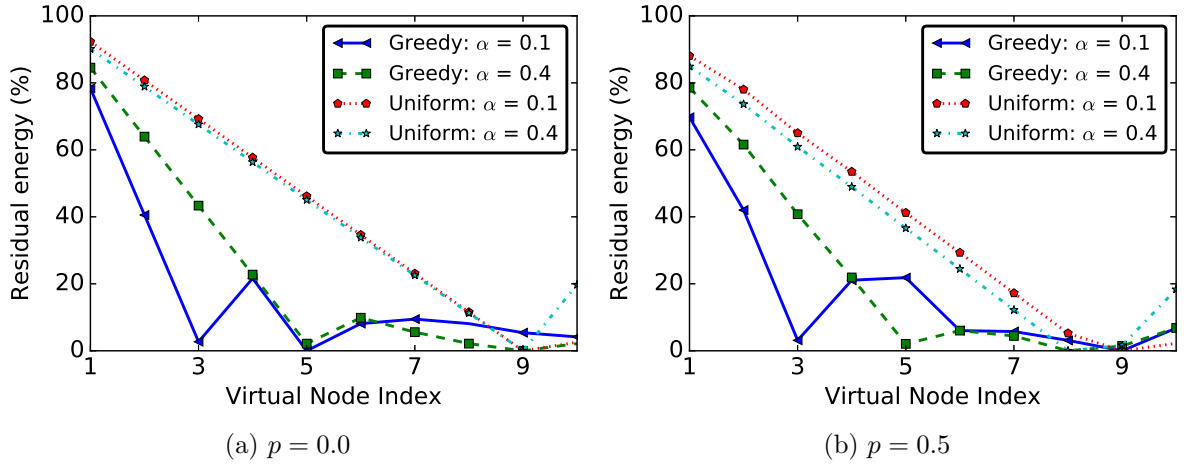 100
80
60
40
20
0
Residual energy (%)
1 3 5 7 9
Virtual Node Index
Greedy: α = 0.1
Greedy: α = 0.4
Uniform: α = 0.1
Uniform: α = 0.4
(a) p = 0.0
100
80
60
40
20
0
Residual energy (%)
1 3 5 7 9
Virtual Node Index
Greedy: α = 0.1
Greedy: α = 0.4
Uniform: α = 0.1
Uniform: α = 0.4
(b) p = 0.5